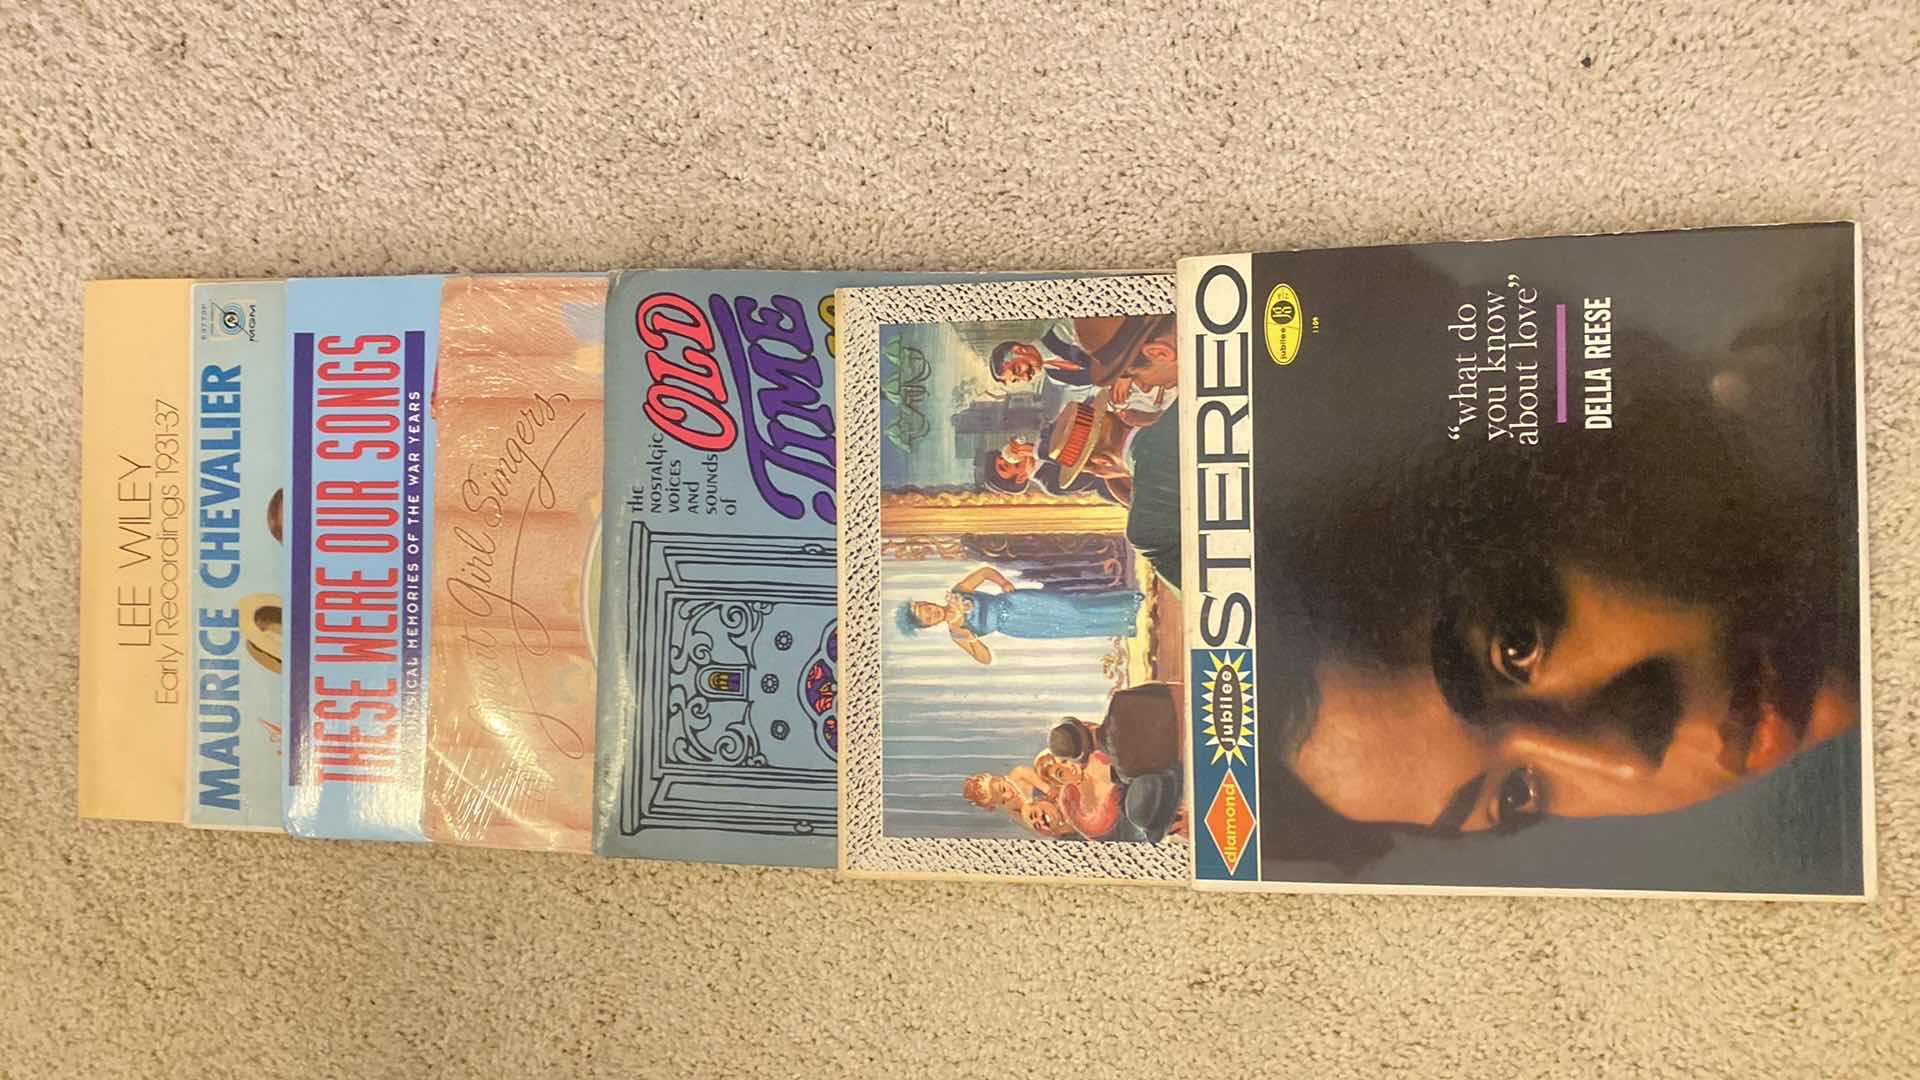 LEE WILEY
Early Recordings 1931-37
MAURICE CHEVALIER
MGM
THESE WERE OUR SONGS
MUSICAL MEMORIES OF THE WAR YEARS
Girl Singers
THE
NOSTALGIC
VOICES
AND
SOUNDS
of
OLD
TIME
STEREO
jubilee
diamond
jubilee
1109
“what do
you know
about love”
DELLA REESE